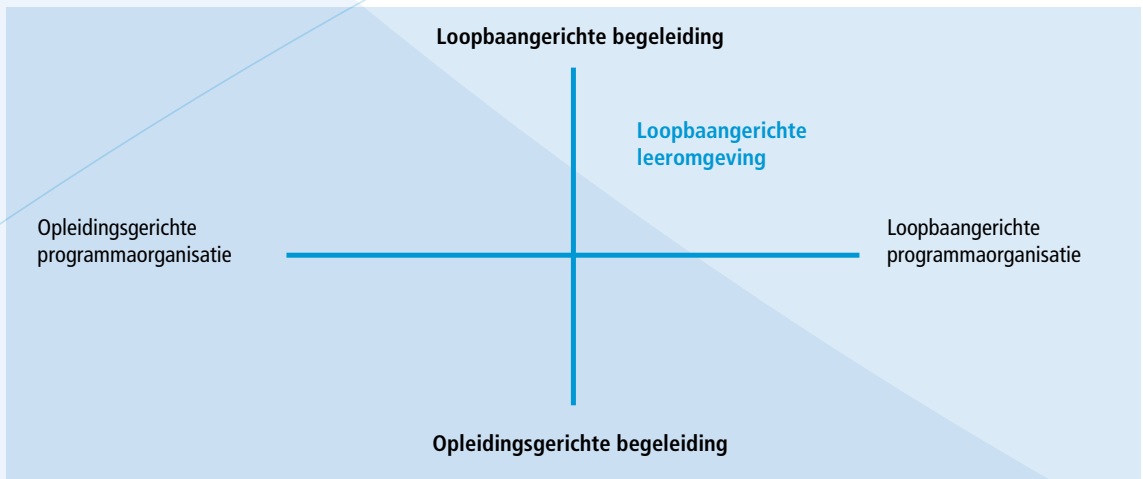 Loopbaangerichte begeleiding
Loopbaangerichte
leeromgeving
Opleidingsgerichte
programmaorganisatie
Loopbaangerichte
programmaorganisatie
Opleidingsgerichte begeleiding